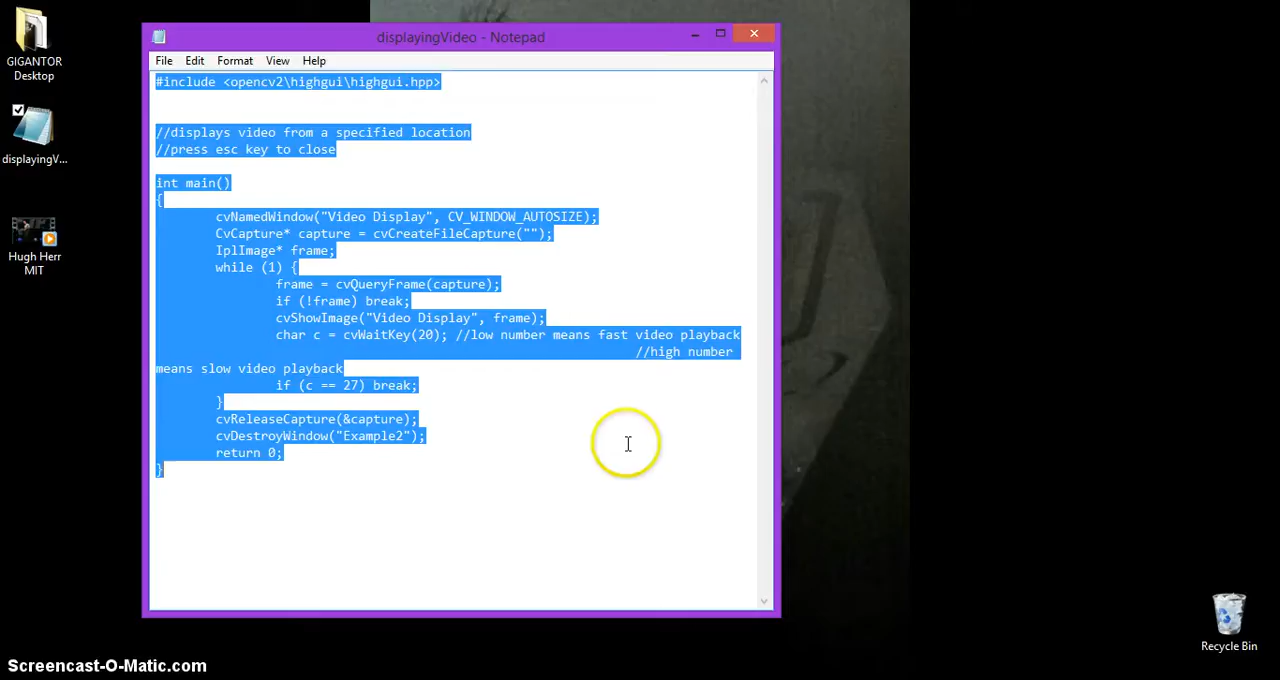 GIGANTOR
Desktop
displayingV...
Hugh Herr
MIT
displayingVideo - Notepad
File Edit Format View Help
#include <opencv2\highgui\highgui.hpp>
//displays video from a specified location
//press esc key to close
int main()
{
cvNamedWindow("Video Display", CV_WINDOW_AUTOSIZE);
CvCapture* capture = cvCreateFileCapture("");
IplImage* frame;
while (1) {
frame = cvQueryFrame(capture);
if (!frame) break;
cvShowImage("Video Display", frame);
char c = cvWaitKey(20); //low number means fast video playback
//high number
means slow video playback
if (c == 27) break;
}
cvReleaseCapture(&capture);
cvDestroyWindow("Example2");
return 0;
}
Recycle Bin
Screencast-O-Matic.com